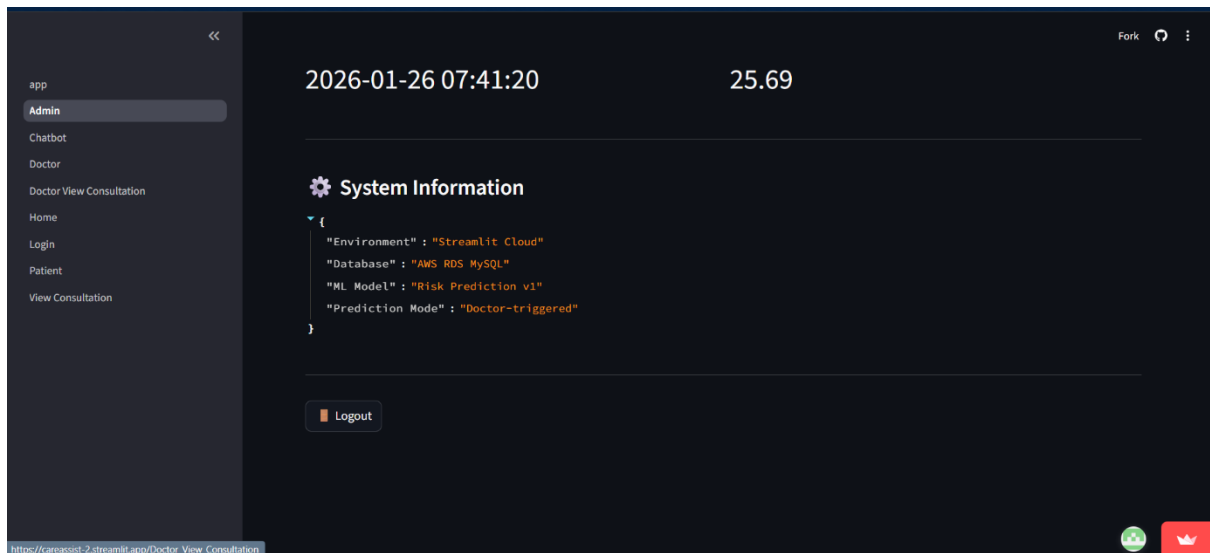 Fork
app
Admin
Chatbot
Doctor
Doctor View Consultation
Home
Login
Patient
View Consultation
2026-01-26 07:41:20
25.69
System Information
{
"Environment" : "Streamlit Cloud"
"Database" : "AWS RDS MySQL"
"ML Model" : "Risk Prediction v1"
"Prediction Mode" : "Doctor-triggered"
}
Logout
https://careassist-2.streamlit.app/Doctor_View_Consultation